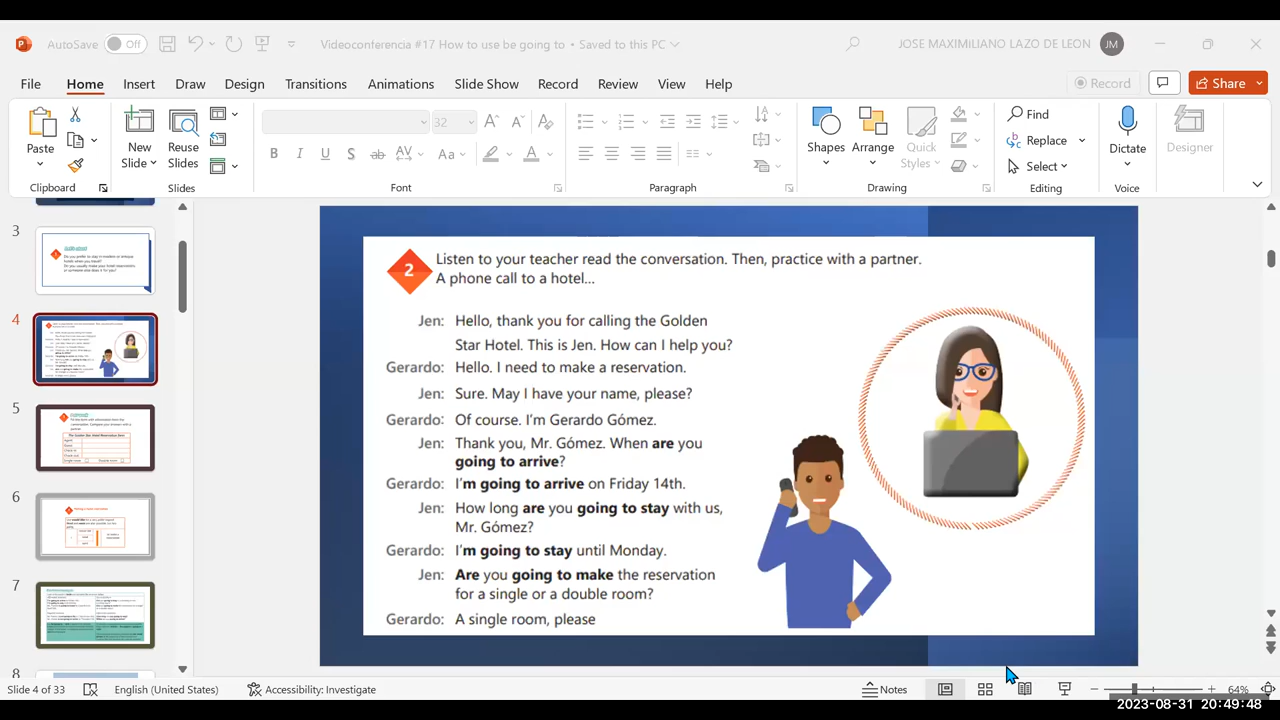 AutoSave Off Videoconferencia #17 How to use be going to • Saved to this PC JOSE MAXIMILIANO LAZO DE LEON JM
File Home Insert Draw Design Transitions Animations Slide Show Record Review View Help Record Share
Paste New Slide Reuse Slides 32 Shapes Arrange Quick Styles Find Replace Select Dictate Designer
Clipboard Slides Font Paragraph Drawing Editing Voice
3
4
5
6
7
8
2
Listen to your teacher read the conversation. Then, practice with a partner.
A phone call to a hotel...
Jen: Hello, thank you for calling the Golden
Star Hotel. This is Jen. How can I help you?
Gerardo: Hello. I need to make a reservation.
Jen: Sure. May I have your name, please?
Gerardo: Of course. I'm Gerardo Gómez.
Jen: Thank you, Mr. Gómez. When are you
going to arrive?
Gerardo: I'm going to arrive on Friday 14th.
Jen: How long are you going to stay with us,
Mr. Gómez?
Gerardo: I'm going to stay until Monday.
Jen: Are you going to make the reservation
for a single or a double room?
Gerardo: A single room, please
Slide 4 of 33 English (United States) Accessibility: Investigate Notes 64%
2023-08-31 20:49:48